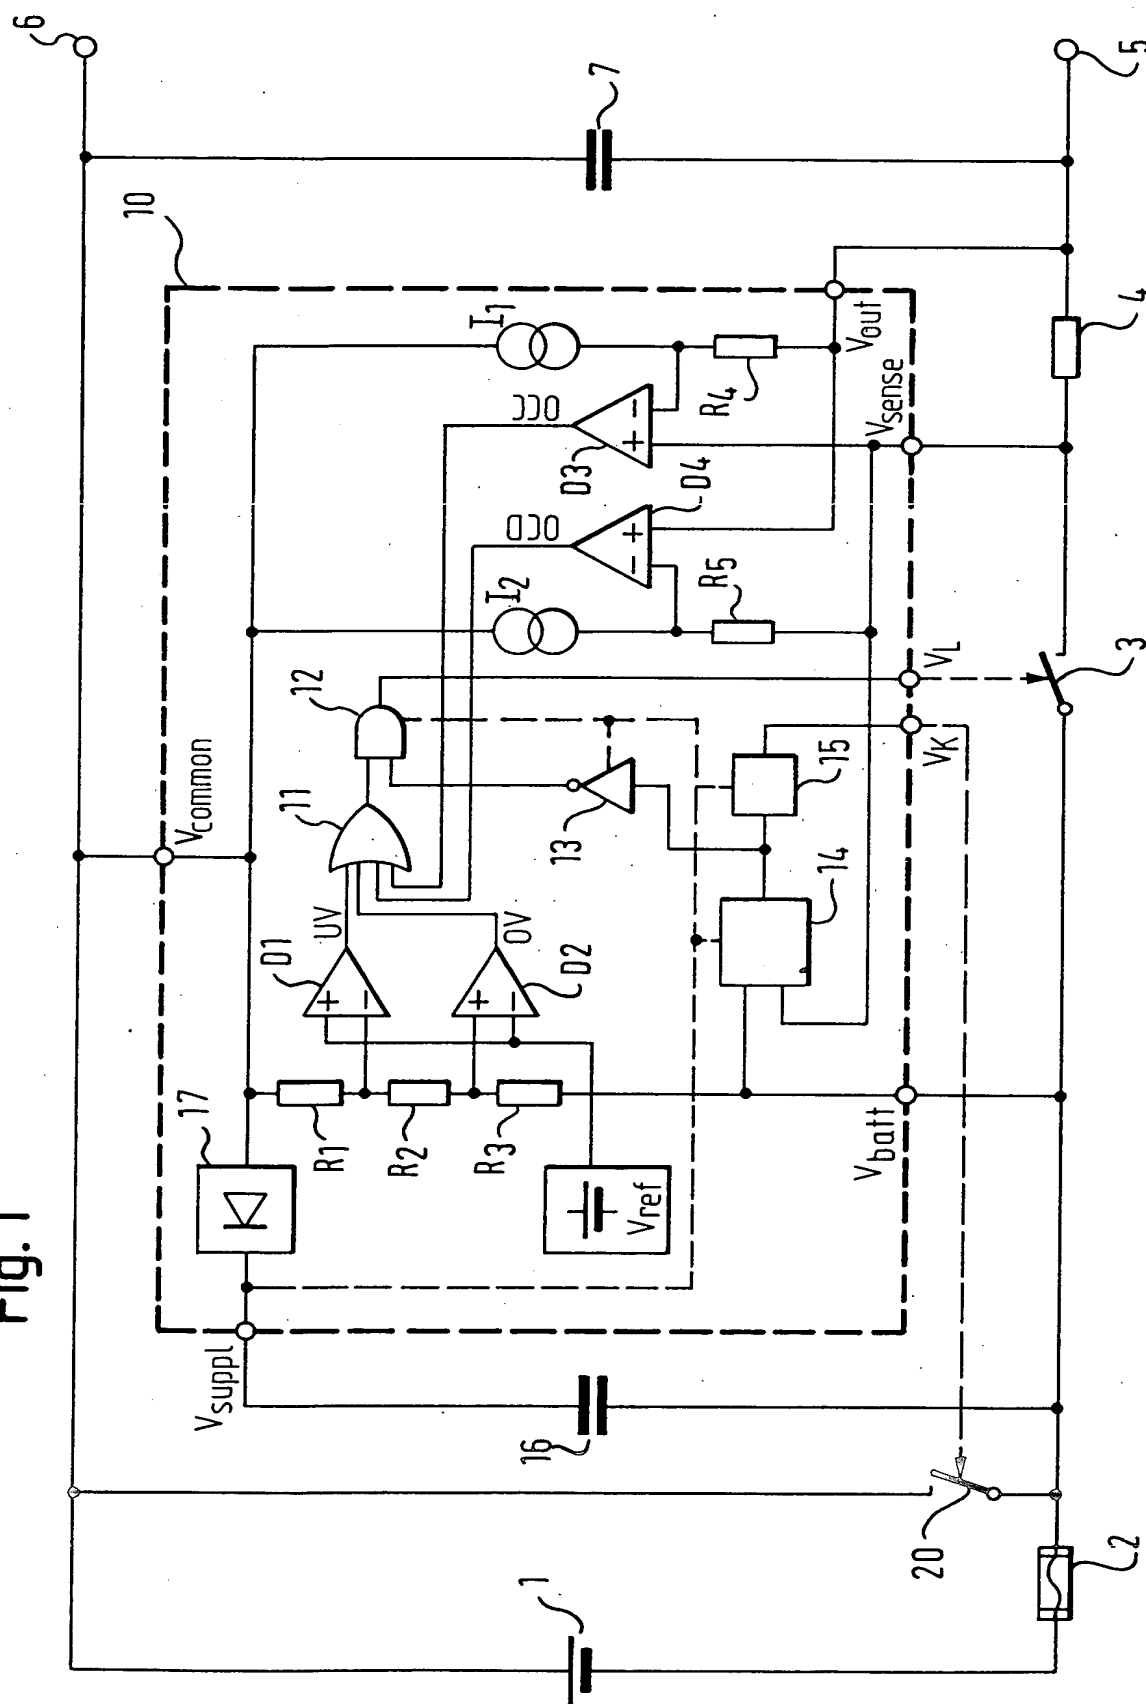 Fig. 1
6
7
10
5
I1
Vout
OCC
R4
Vsense
4
D3
D4
OCD
I2
R5
VL
3
12
VK
Vcommon
15
11
13
14
UV
OV
D1
D2
17
R1
R2
R3
Vbatt
Vref
Vsuppl
16
20
1
2